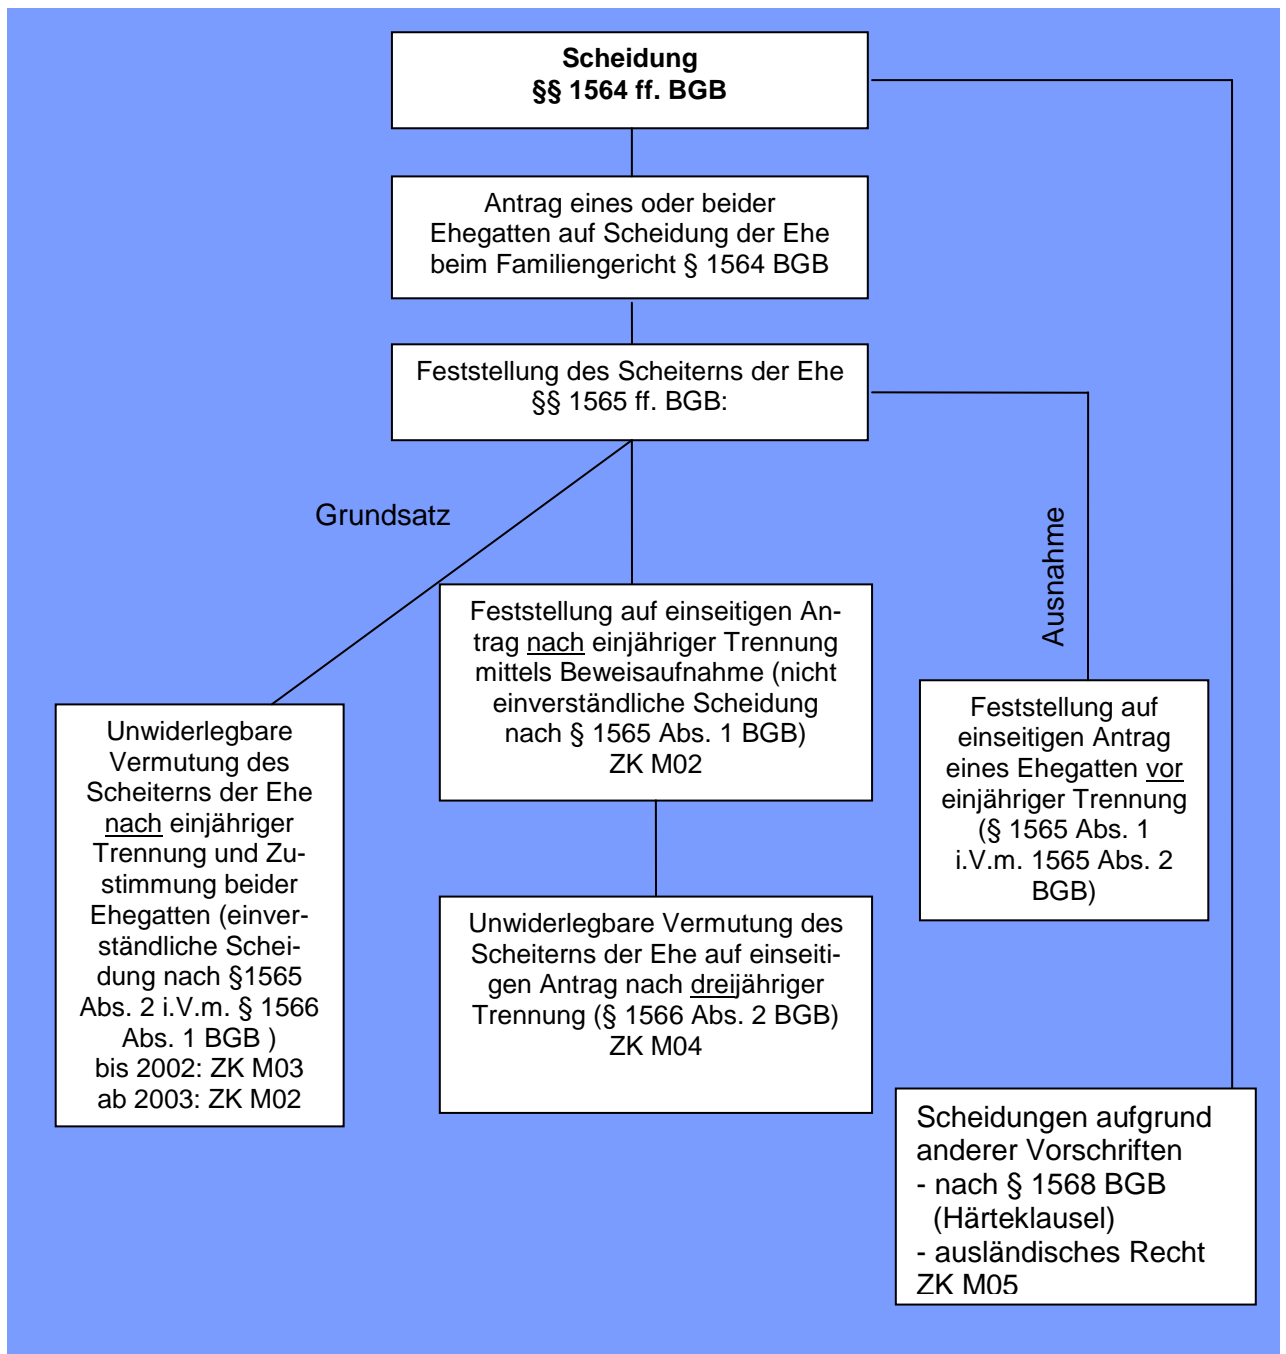 Scheidung
§§ 1564 ff. BGB
Antrag eines oder beider
Ehegatten auf Scheidung der Ehe
beim Familiengericht § 1564 BGB
Feststellung des Scheiterns der Ehe
§§ 1565 ff. BGB:
Grundsatz
Ausnahme
Unwiderlegbare
Vermutung des
Scheiterns der Ehe
nach einjähriger
Trennung und Zu-
stimmung beider
Ehegatten (einver-
ständliche Schei-
dung nach §1565
Abs. 2 i.V.m. § 1566
Abs. 1 BGB )
bis 2002: ZK M03
ab 2003: ZK M02
Feststellung auf einseitigen An-
trag nach einjähriger Trennung
mittels Beweisaufnahme (nicht
einverständliche Scheidung
nach § 1565 Abs. 1 BGB)
ZK M02
Unwiderlegbare Vermutung des
Scheiterns der Ehe auf einseiti-
gen Antrag nach dreijähriger
Trennung (§ 1566 Abs. 2 BGB)
ZK M04
Feststellung auf
einseitigen Antrag
eines Ehegatten vor
einjähriger Trennung
(§ 1565 Abs. 1
i.V.m. 1565 Abs. 2
BGB)
Scheidungen aufgrund
anderer Vorschriften
- nach § 1568 BGB
(Härteklausel)
- ausländisches Recht
ZK M05